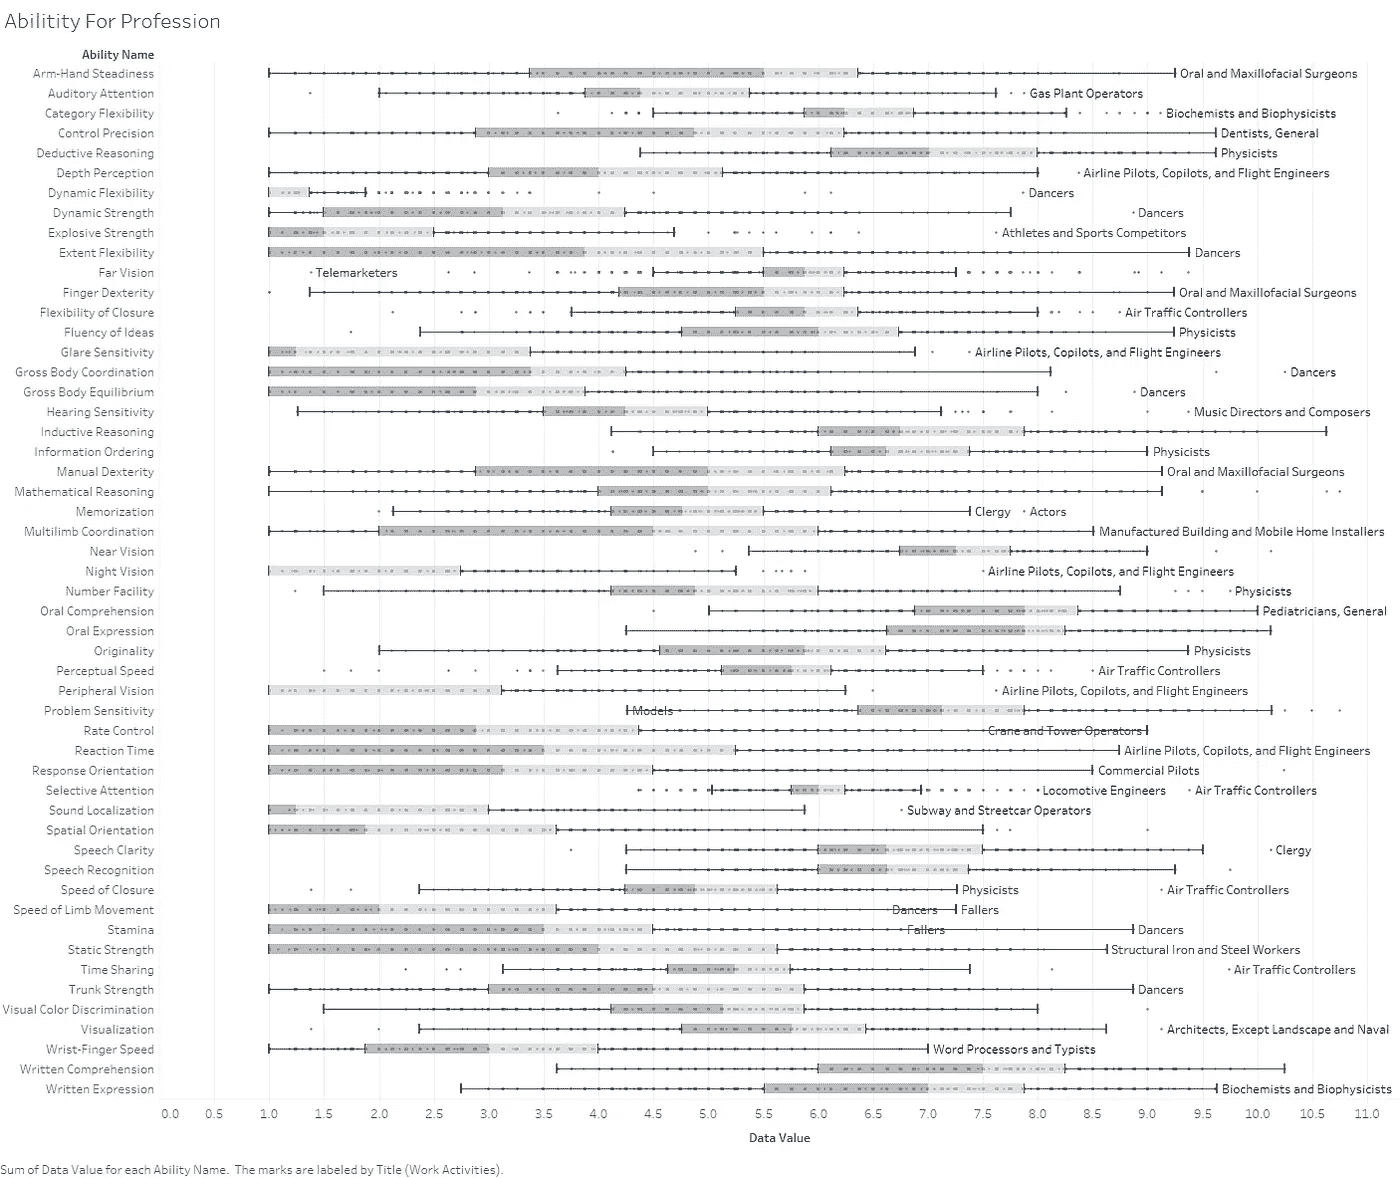 Abilitity For Profession
Ability Name
Arm-Hand Steadiness Oral and Maxillofacial Surgeons
Auditory Attention Gas Plant Operators
Category Flexibility Biochemists and Biophysicists
Control Precision Dentists, General
Deductive Reasoning Physicists
Depth Perception Airline Pilots, Copilots, and Flight Engineers
Dynamic Flexibility Dancers
Dynamic Strength Dancers
Explosive Strength Athletes and Sports Competitors
Extent Flexibility Dancers
Far Vision Telemarketers
Finger Dexterity Oral and Maxillofacial Surgeons
Flexibility of Closure Air Traffic Controllers
Fluency of Ideas Physicists
Glare Sensitivity Airline Pilots, Copilots, and Flight Engineers
Gross Body Coordination Dancers
Gross Body Equilibrium Dancers
Hearing Sensitivity Music Directors and Composers
Inductive Reasoning
Information Ordering Physicists
Manual Dexterity Oral and Maxillofacial Surgeons
Mathematical Reasoning
Memorization Clergy Actors
Multilimb Coordination Manufactured Building and Mobile Home Installers
Near Vision
Night Vision Airline Pilots, Copilots, and Flight Engineers
Number Facility Physicists
Oral Comprehension Pediatricians, General
Oral Expression
Originality Physicists
Perceptual Speed Air Traffic Controllers
Peripheral Vision Airline Pilots, Copilots, and Flight Engineers
Problem Sensitivity Models
Rate Control Crane and Tower Operators
Reaction Time Airline Pilots, Copilots, and Flight Engineers
Response Orientation Commercial Pilots
Selective Attention Locomotive Engineers Air Traffic Controllers
Sound Localization Subway and Streetcar Operators
Spatial Orientation
Speech Clarity Clergy
Speech Recognition
Speed of Closure Physicists Air Traffic Controllers
Speed of Limb Movement Dancers Fallers
Stamina Fallers Dancers
Static Strength Structural Iron and Steel Workers
Time Sharing Air Traffic Controllers
Trunk Strength Dancers
Visual Color Discrimination
Visualization Architects, Except Landscape and Naval
Wrist-Finger Speed Word Processors and Typists
Written Comprehension
Written Expression Biochemists and Biophysicists
0.0 0.5 1.0 1.5 2.0 2.5 3.0 3.5 4.0 4.5 5.0 5.5 6.0 6.5 7.0 7.5 8.0 8.5 9.0 9.5 10.0 10.5 11.0
Data Value
Sum of Data Value for each Ability Name. The marks are labeled by Title (Work Activities).